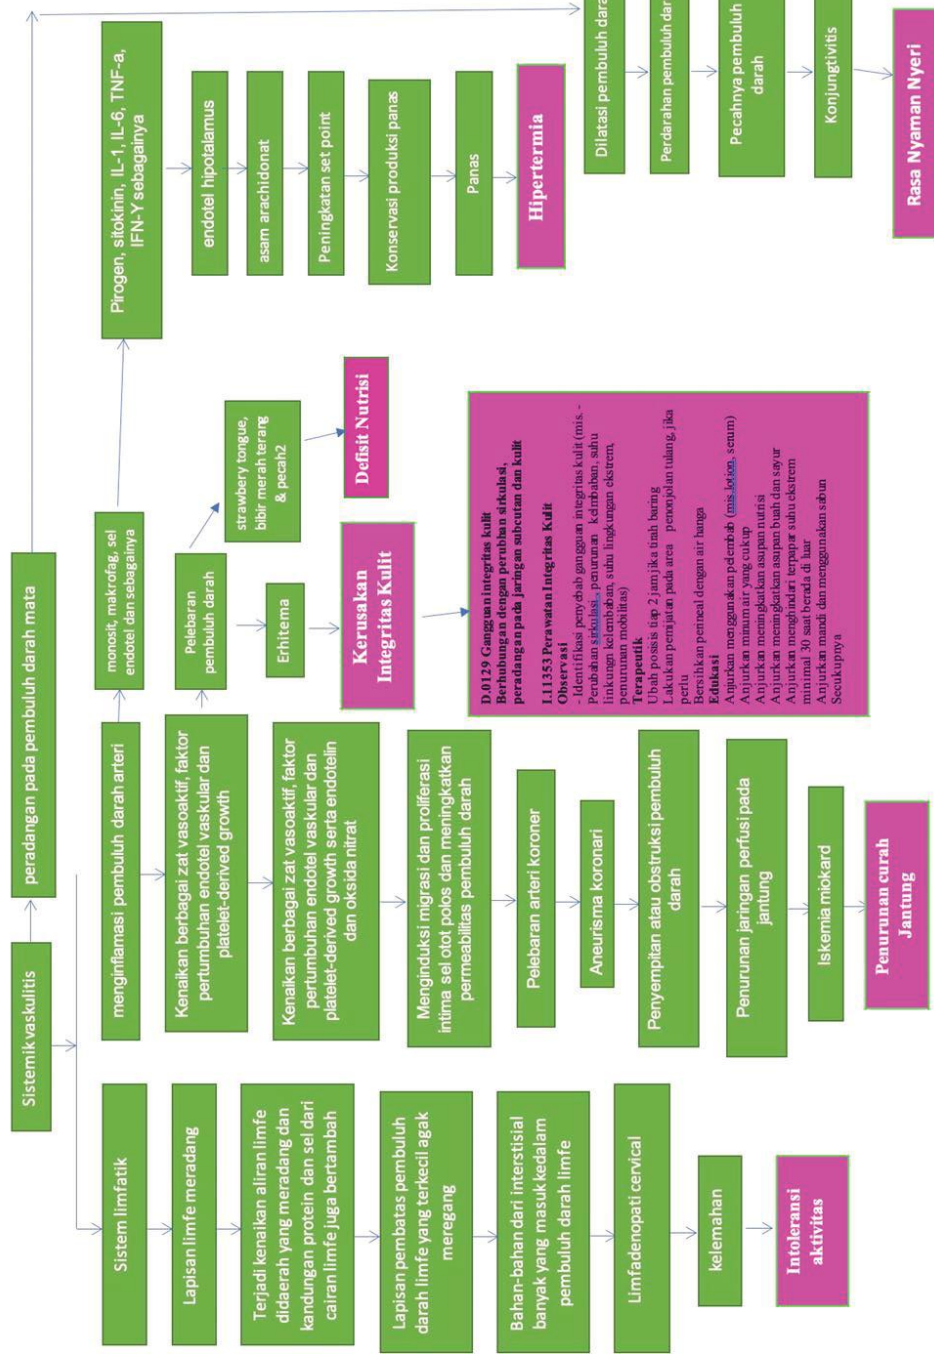 Sistemik vaskulitis
peradangan pada pembuluh darah mata
Sistem limfatik
Lapisan limfe meradang
Terjadi kenaikan aliran limfe
didaerah yang meradang dan
kandungan protein dan sel dari
cairan limfe juga bertambah
Lapisan pembatas pembuluh
darah limfe yang terkecil agak
meregang
Bahan-bahan dari interstisial
banyak yang masuk kedalam
pembuluh darah limfe
Limfadenopati cervical
kelemahan
Intoleransi
aktivitas
menginflamasi pembuluh darah arteri
Kenaikan berbagai zat vasoaktif, faktor
pertumbuhan endotel vaskular dan
platelet-derived growth
Kenaikan berbagai zat vasoaktif, faktor
pertumbuhan endotel vaskular dan
platelet-derived growth serta endotelin
dan oksida nitrat
Menginduksi migrasi dan proliferasi
intima sel otot polos dan meningkatkan
permeabilitas pembuluh darah
Pelebaran arteri koroner
Aneurisma koronari
Penyempitan atau obstruksi pembuluh
darah
Penurunan jaringan perfusi pada
jantung
Iskemia miokard
Penurunan curah
Jantung
monosit, makrofag, sel
endotel dan sebagainya
Pelebaran
pembuluh darah
Erhitema
Kerusakan
Integritas Kulit
strawbery tongue,
bibir merah terang
& pecah2
Defisit Nutrisi
D.0129 Gangguan integritas kulit
Berhubungan dengan perubhan sirkulasi,
peradangan pada jaringan subcutan dan kulit
I.11353 Perawatan Integritas Kulit
Observasi
- Identifikasi penyebab gangguan integritas kulit (mis. -
Perubahan sirkulasi, penurunan kelmbaban, suhu
linkungn kelembaban, suhu lingkungan ekstrem,
penurunan mobilitas)
Terapeutik
Ubah posisis tiap 2 jam jika tirah baring
Lakukan pemijatan pada area penonjolan tulang, jika
perlu
Bersihkan perineal dengan air hanga
Edukasi
Anjurkan menggunakan pelembab (mis.lotion, serum)
Anjurkan minum air yang cukup
Anjurkan meningkatkan asupan nutrisi
Anjurkan meningkatkan asupan buah dan sayur
Anjurkan menghindari terpapar suhu ekstrem
minimal 30 saat berada di luar
Anjurkan mandi dan menggunakan sabun
Secukupnya
Pirogen, sitokinin, IL-1, IL-6, TNF-a,
IFN-Y sebagainya
endotel hipotalamus
asam arachidonat
Peningkatan set point
Konservasi produksi panas
Panas
Hipertermia
Dilatasi pembuluh dara
Perdarahan pembuluh dar
Pecahnya pembuluh
darah
Konjungtivitis
Rasa Nyaman Nyeri